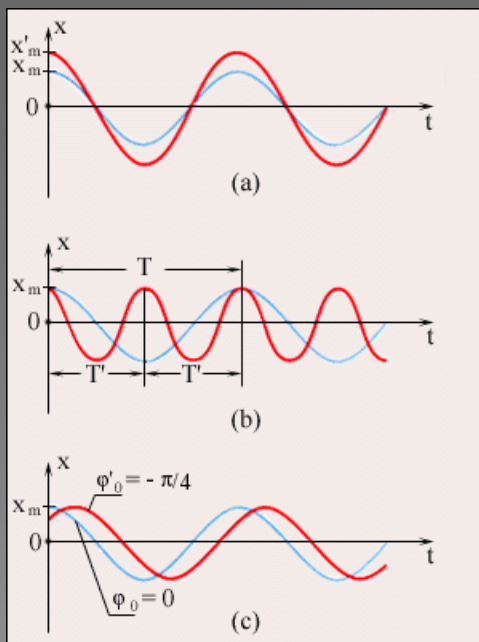 x
x'm
xm
0
t
(a)
x
T
xm
0
t
T' T'
(b)
x
φ'0 = - π/4
xm
0
t
φ0 = 0
(c)